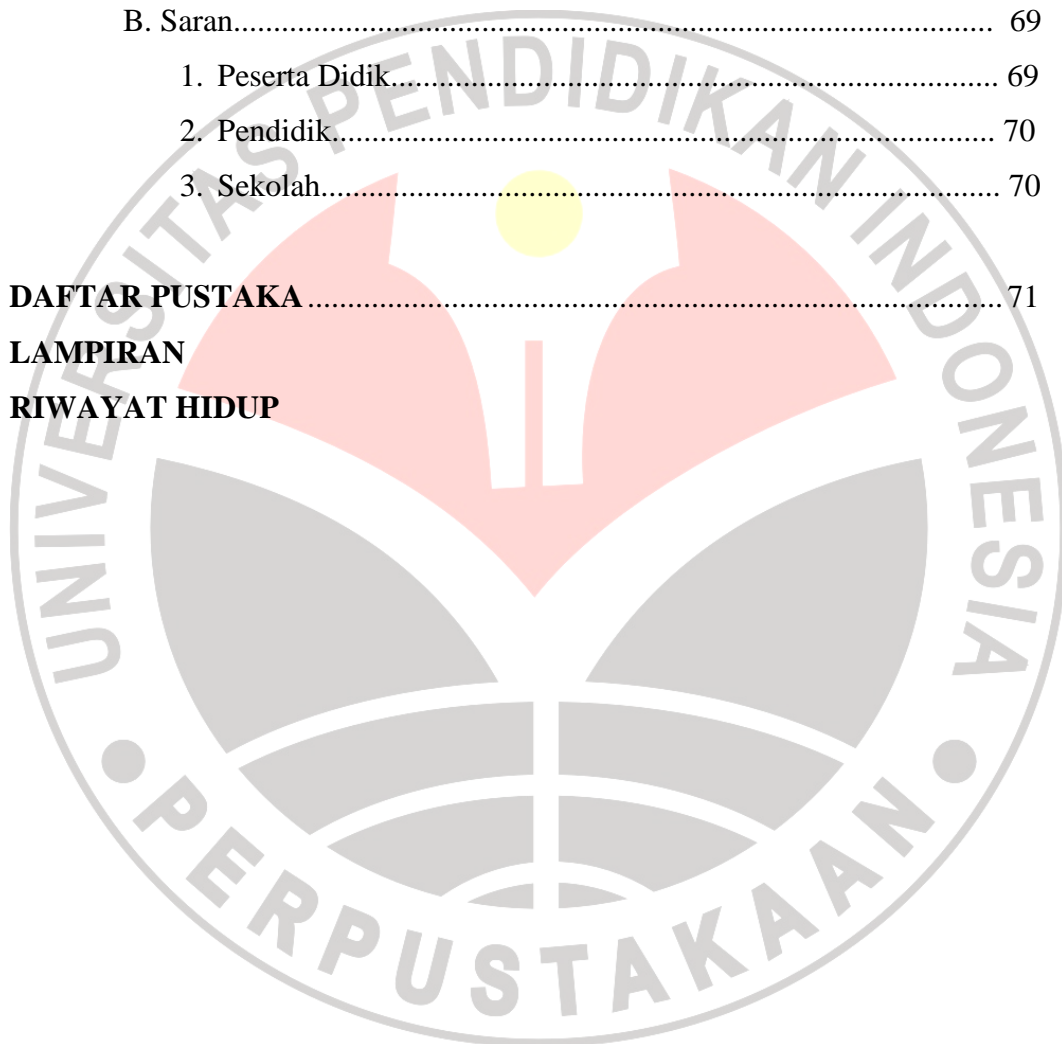 B. Saran.................................................................................... 69
1. Peserta Didik................................................................... 69
2. Pendidik......................................................................... 70
3. Sekolah........................................................................... 70
DAFTAR PUSTAKA............................................................................ 71
LAMPIRAN
RIWAYAT HIDUP
UNIVERSITAS PENDIDIKAN INDONESIA
PERPUSTAKAAN